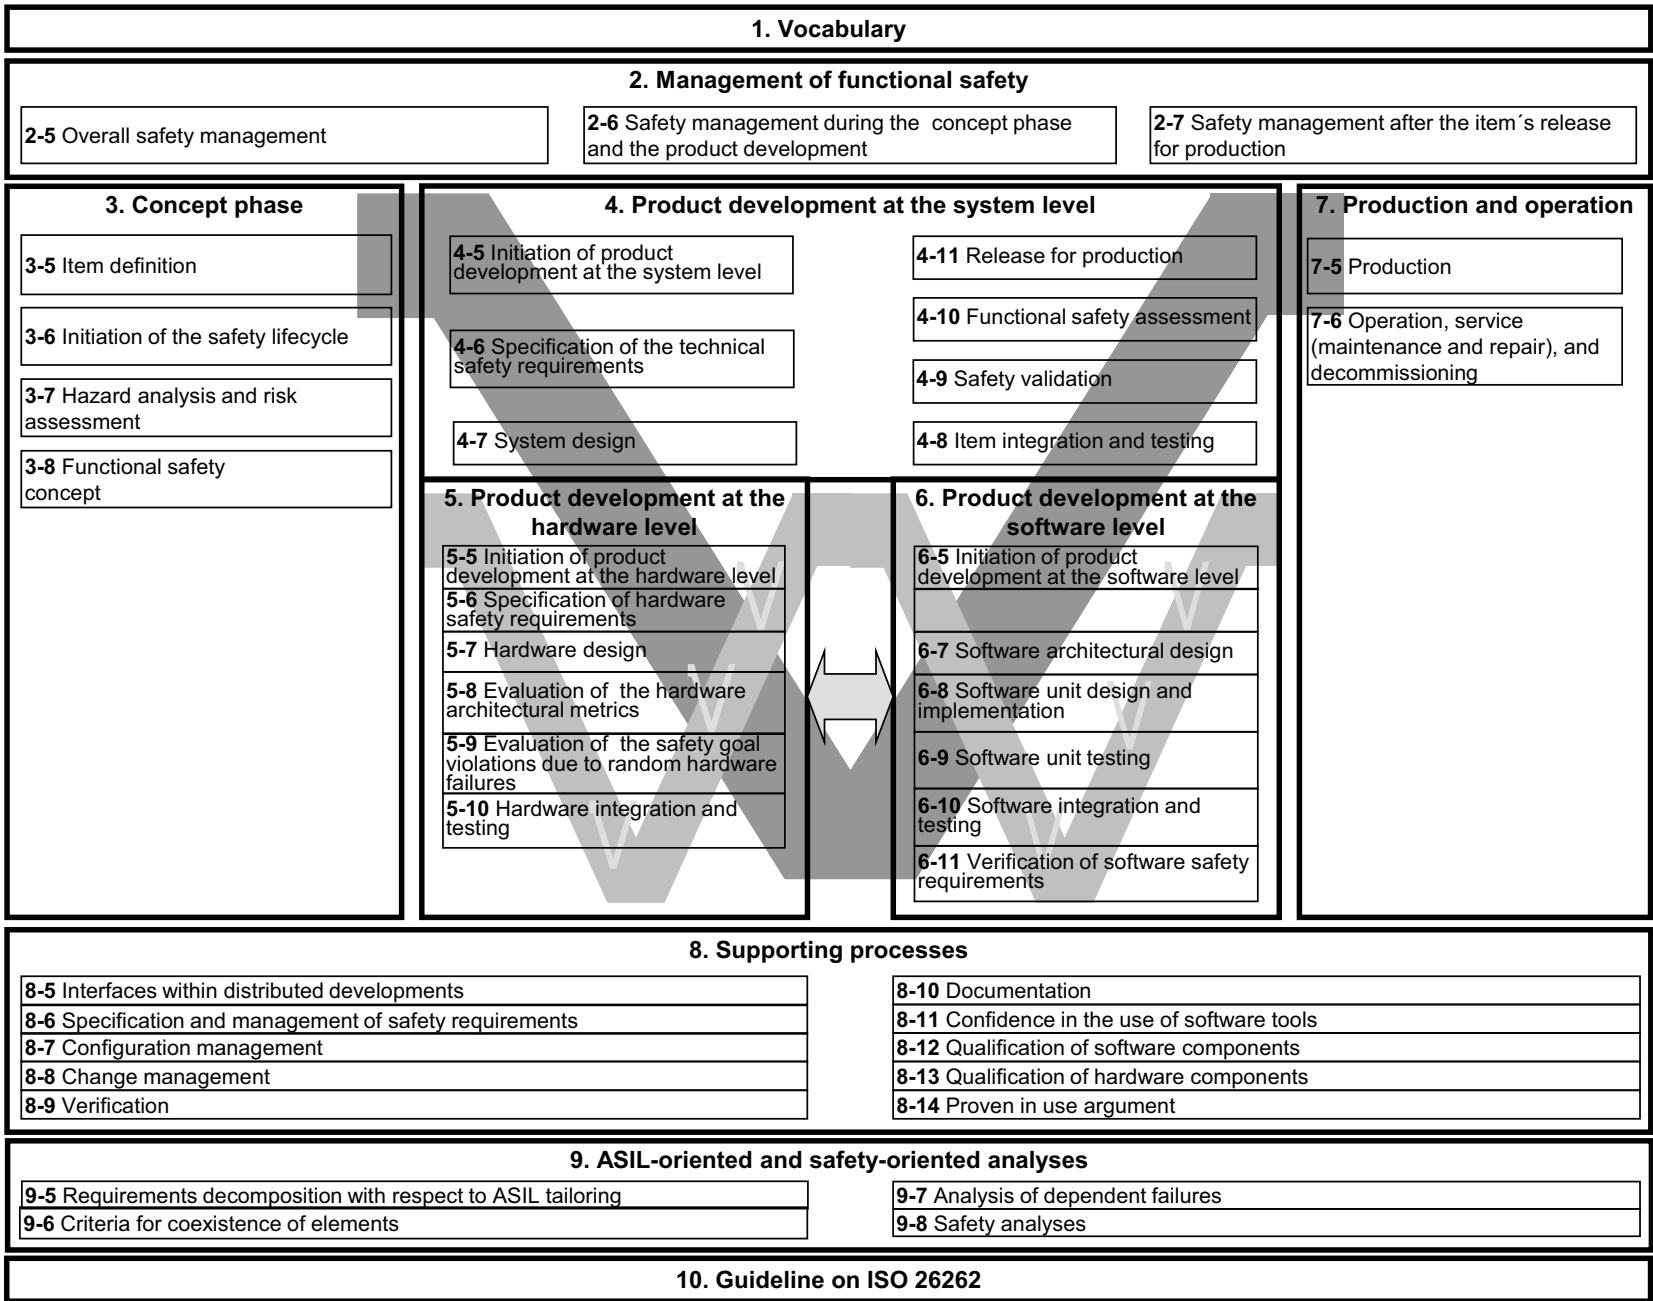 1. Vocabulary
2. Management of functional safety
2-5 Overall safety management
2-6 Safety management during the  concept phase
and the product development
2-7 Safety management after the item´s release
for production
3. Concept phase
3-5 Item definition
3-6 Initiation of the safety lifecycle
3-7 Hazard analysis and risk
assessment
3-8 Functional safety
concept
4. Product development at the system level
4-5 Initiation of product
development at the system level
4-6 Specification of the technical
safety requirements
4-7 System design
4-11 Release for production
4-10 Functional safety assessment
4-9 Safety validation
4-8 Item integration and testing
7. Production and operation
7-5 Production
7-6 Operation, service
(maintenance and repair), and
decommissioning
5. Product development at the
hardware level
5-5 Initiation of product
development at the hardware level
5-6 Specification of hardware
safety requirements
5-7 Hardware design
5-8 Evaluation of  the hardware
architectural metrics
5-9 Evaluation of  the safety goal
violations due to random hardware
failures
5-10 Hardware integration and
testing
6. Product development at the
software level
6-5 Initiation of product
development at the software level
6-7 Software architectural design
6-8 Software unit design and
implementation
6-9 Software unit testing
6-10 Software integration and
testing
6-11 Verification of software safety
requirements
8. Supporting processes
8-5 Interfaces within distributed developments
8-6 Specification and management of safety requirements
8-7 Configuration management
8-8 Change management
8-9 Verification
8-10 Documentation
8-11 Confidence in the use of software tools
8-12 Qualification of software components
8-13 Qualification of hardware components
8-14 Proven in use argument
9. ASIL-oriented and safety-oriented analyses
9-5 Requirements decomposition with respect to ASIL tailoring
9-6 Criteria for coexistence of elements
9-7 Analysis of dependent failures
9-8 Safety analyses
10. Guideline on ISO 26262